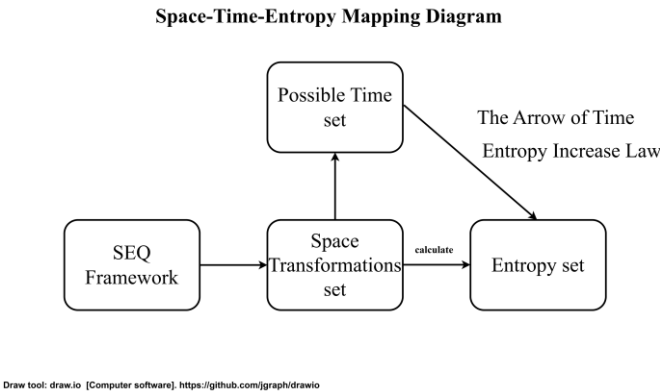 Space-Time-Entropy Mapping Diagram
Possible Time
set
The Arrow of Time
Entropy Increase Law
SEQ
Framework
Space
Transformations
set
calculate
Entropy set
Draw tool: draw.io [Computer software]. https://github.com/jgraph/drawio